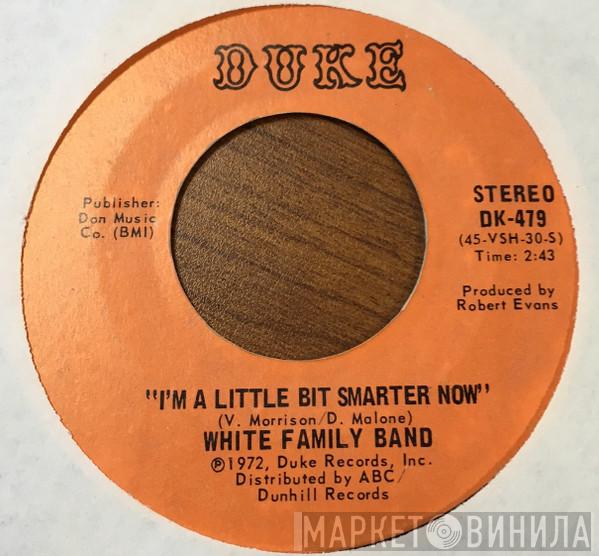 DUKE
Publisher:
Don Music
Co. (BMI)
STEREO
DK-479
(45-VSH-30-S)
Time: 2:43
Produced by
Robert Evans
"I'M A LITTLE BIT SMARTER NOW"
(V. Morrison/D. Malone)
WHITE FAMILY BAND
Ⓟ1972, Duke Records, Inc.
Distributed by ABC/
Dunhill Records
МАРКЕТ ВИНИЛА